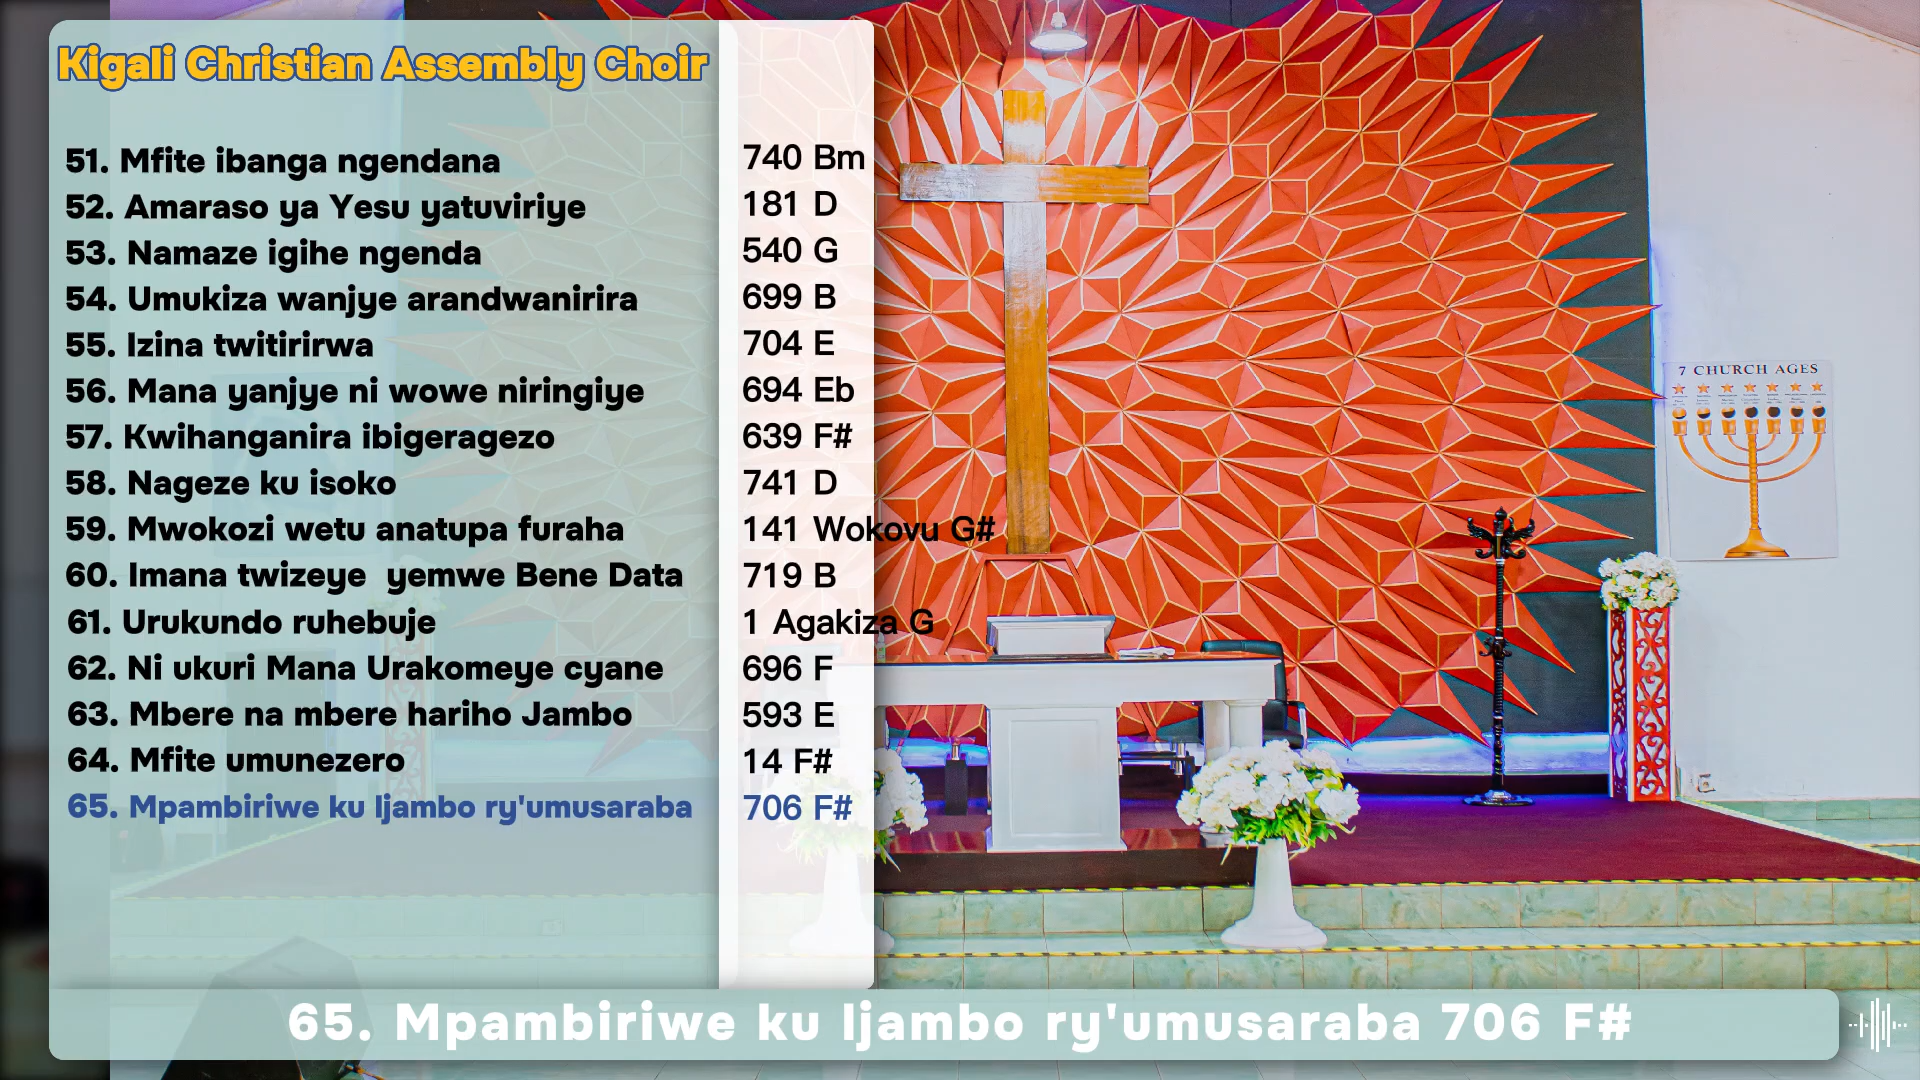 Kigali Christian Assembly Choir
51. Mfite ibanga ngendana 740 Bm
52. Amaraso ya Yesu yatuviriye 181 D
53. Namaze igihe ngenda 540 G
54. Umukiza wanjye arandwanirira 699 B
55. Izina twitirirwa 704 E
56. Mana yanjye ni wowe niringiye 694 Eb
57. Kwihanganira ibigeragezo 639 F#
58. Nageze ku isoko 741 D
59. Mwokozi wetu anatupa furaha 141 Wokovu G#
60. Imana twizeye yemwe Bene Data 719 B
61. Urukundo ruhebuje 1 Agakiza G
62. Ni ukuri Mana Urakomeye cyane 696 F
63. Mbere na mbere hariho Jambo 593 E
64. Mfite umunezero 14 F#
65. Mpambiriwe ku Ijambo ry'umusaraba 706 F#
7 CHURCH AGES
65. Mpambiriwe ku Ijambo ry'umusaraba 706 F#